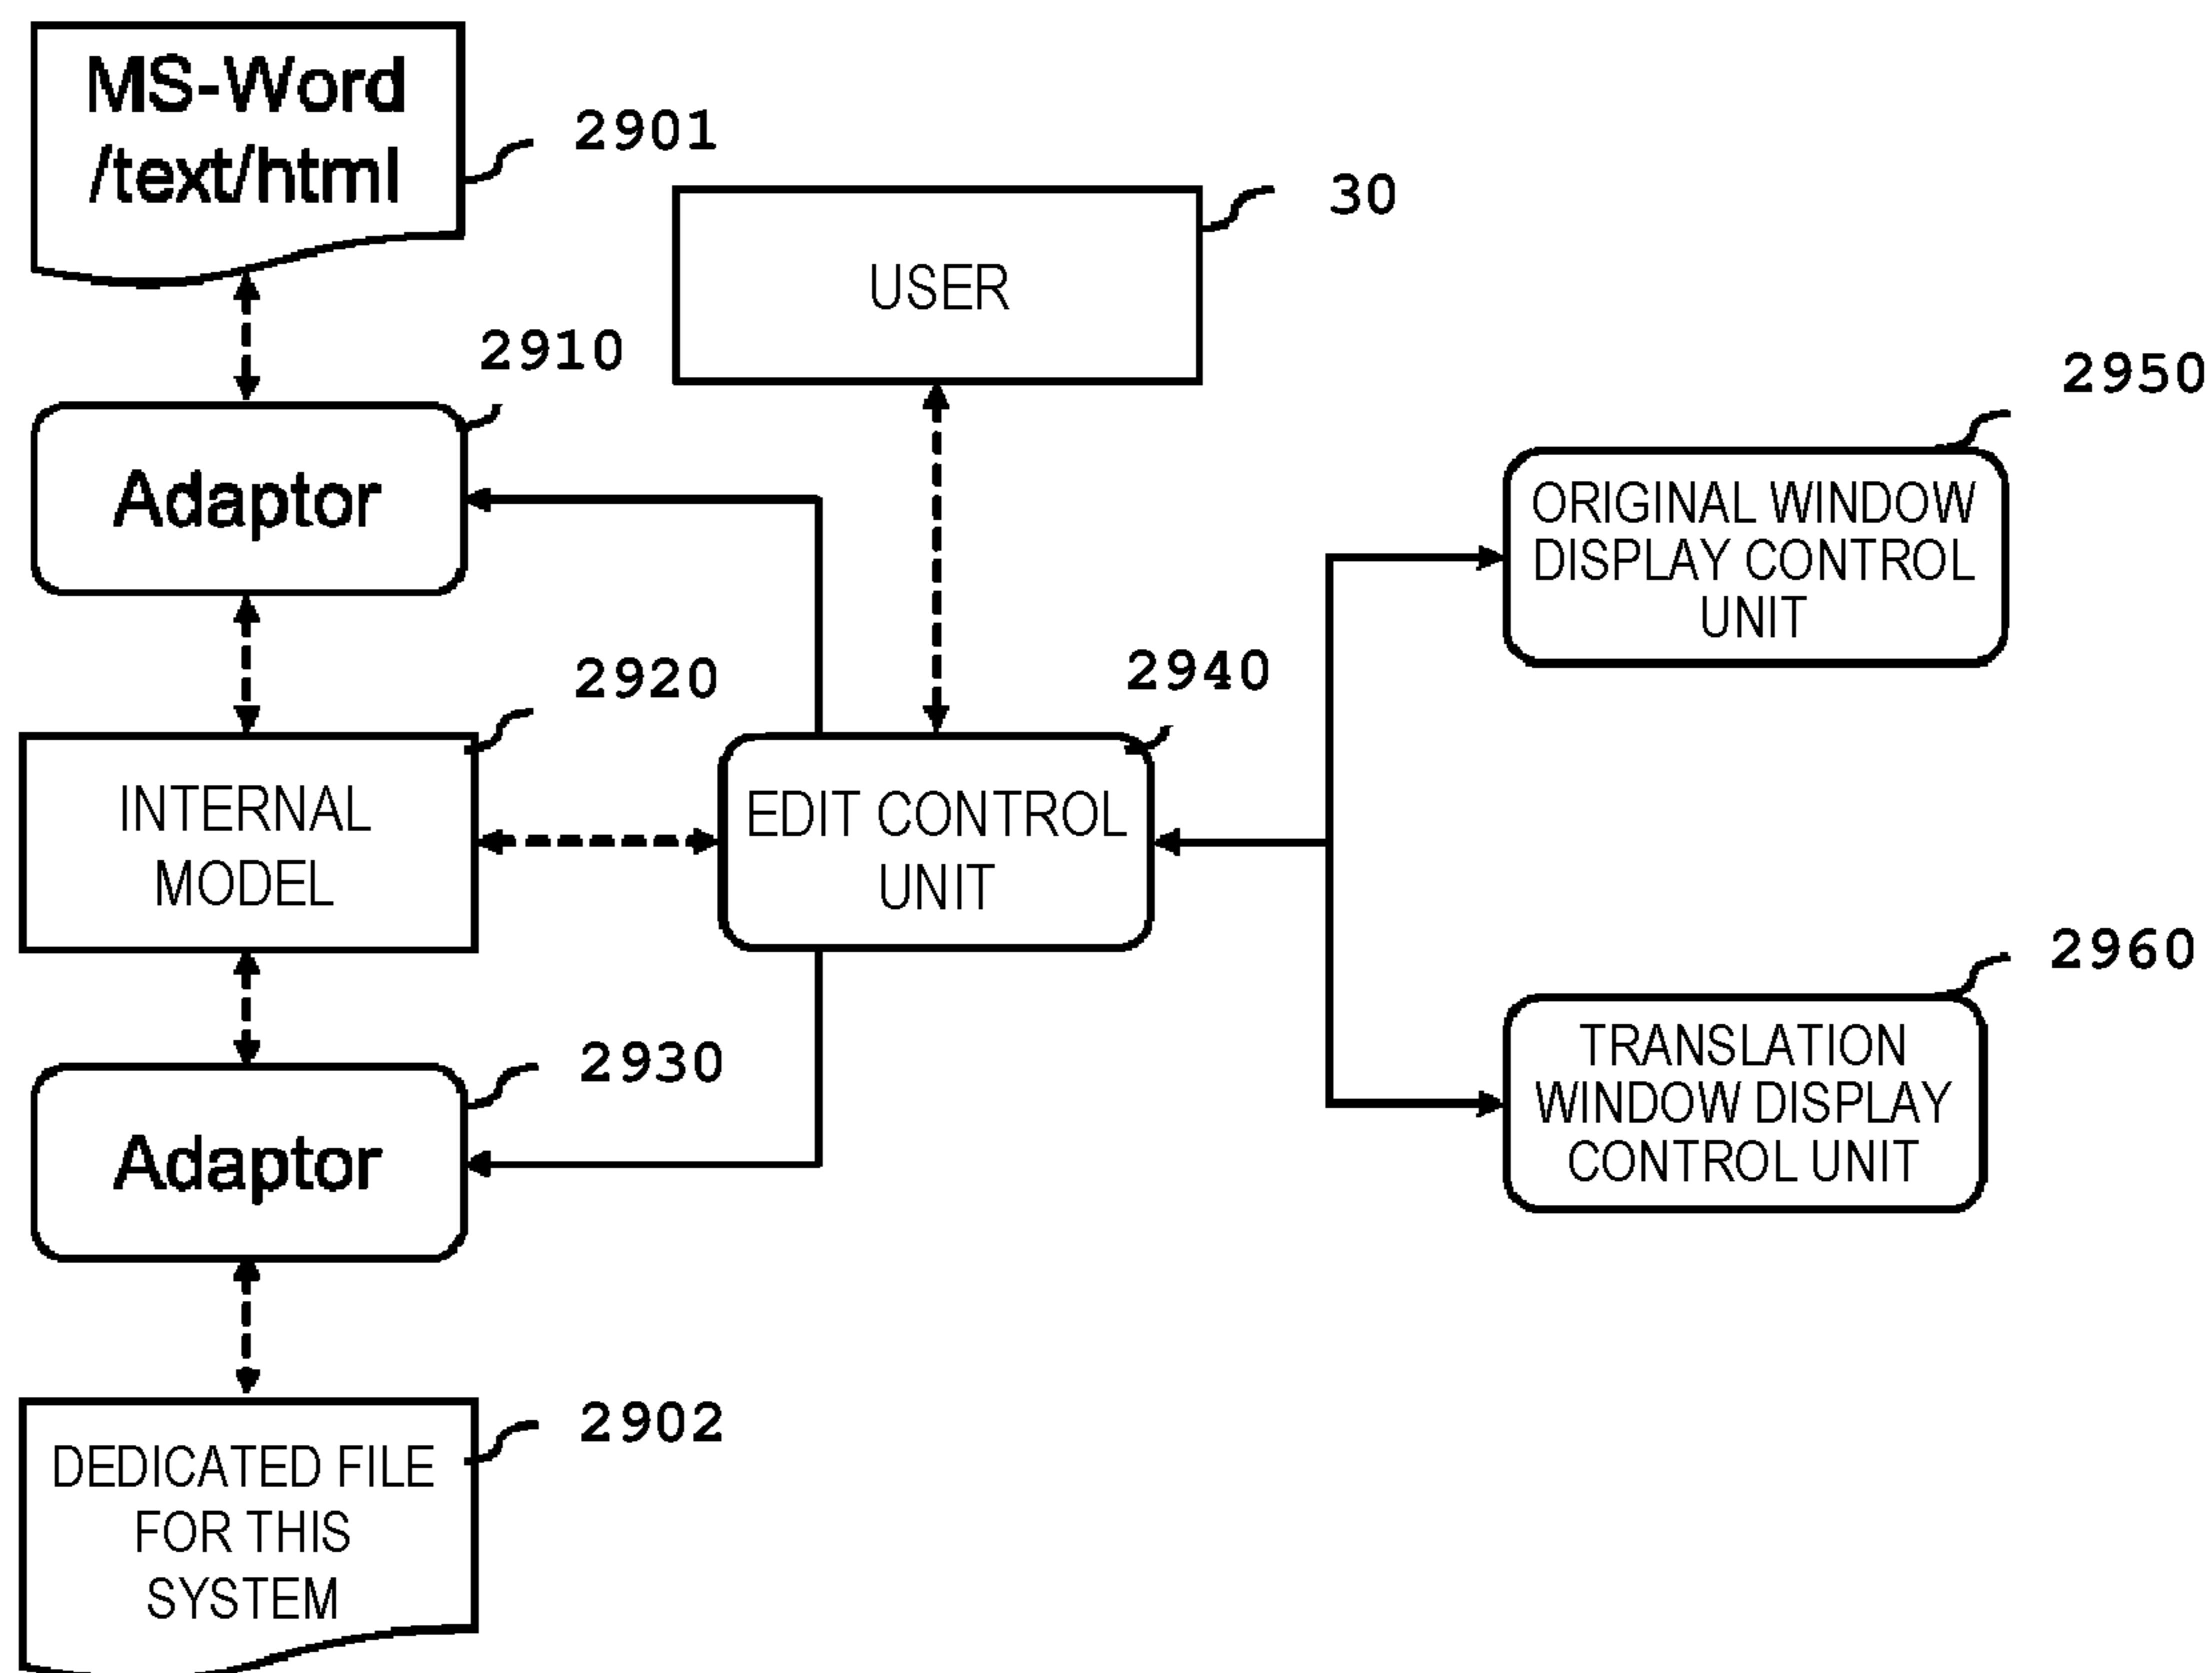 MS-Word
/text/html
2901
USER
30
2910
Adaptor
2950
ORIGINAL WINDOW
DISPLAY CONTROL
UNIT
2920
INTERNAL
MODEL
2940
EDIT CONTROL
UNIT
2960
TRANSLATION
WINDOW DISPLAY
CONTROL UNIT
2930
Adaptor
2902
DEDICATED FILE
FOR THIS
SYSTEM